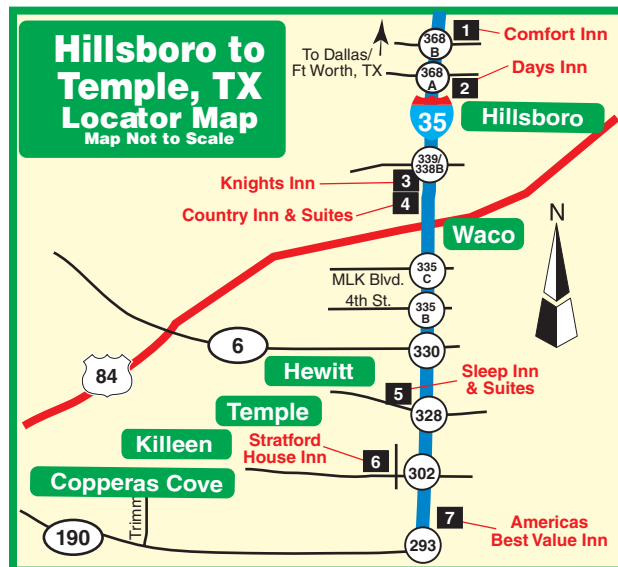 Hillsboro to
Temple, TX
Locator Map
Map Not to Scale
To Dallas/
Ft Worth, TX
368
B
1
Comfort Inn
368
A
2
Days Inn
35
Hillsboro
339/
338B
Knights Inn
3
Country Inn & Suites
4
Waco
N
335
C
MLK Blvd.
4th St.
335
B
6
330
84
Hewitt
Sleep Inn
& Suites
5
Temple
328
Killeen
Stratford
House Inn
6
302
Copperas Cove
Trimm
190
7
Americas
Best Value Inn
293